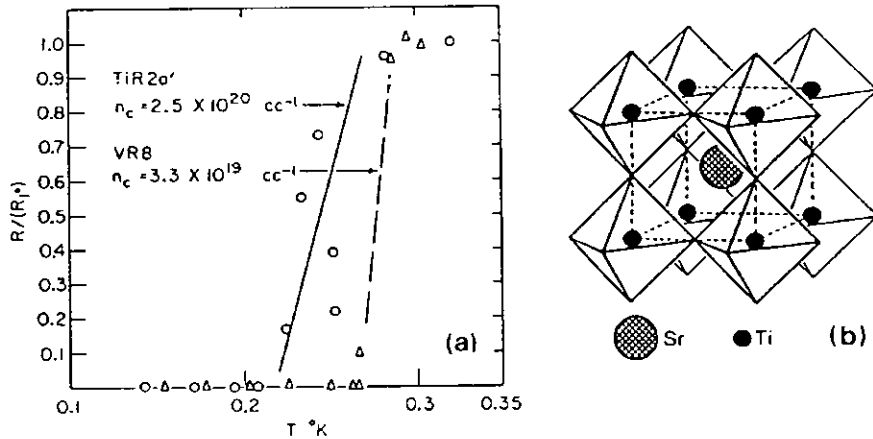 1.0
0.9
0.8
0.7
0.6
0.5
0.4
0.3
0.2
0.1
R/(R₁°)
TiR2a'
n_c = 2.5 X 10²⁰ cc⁻¹
VR8
n_c = 3.3 X 10¹⁹ cc⁻¹
(a)
0.1 0.2 0.3 0.35
T °K
Sr Ti (b)